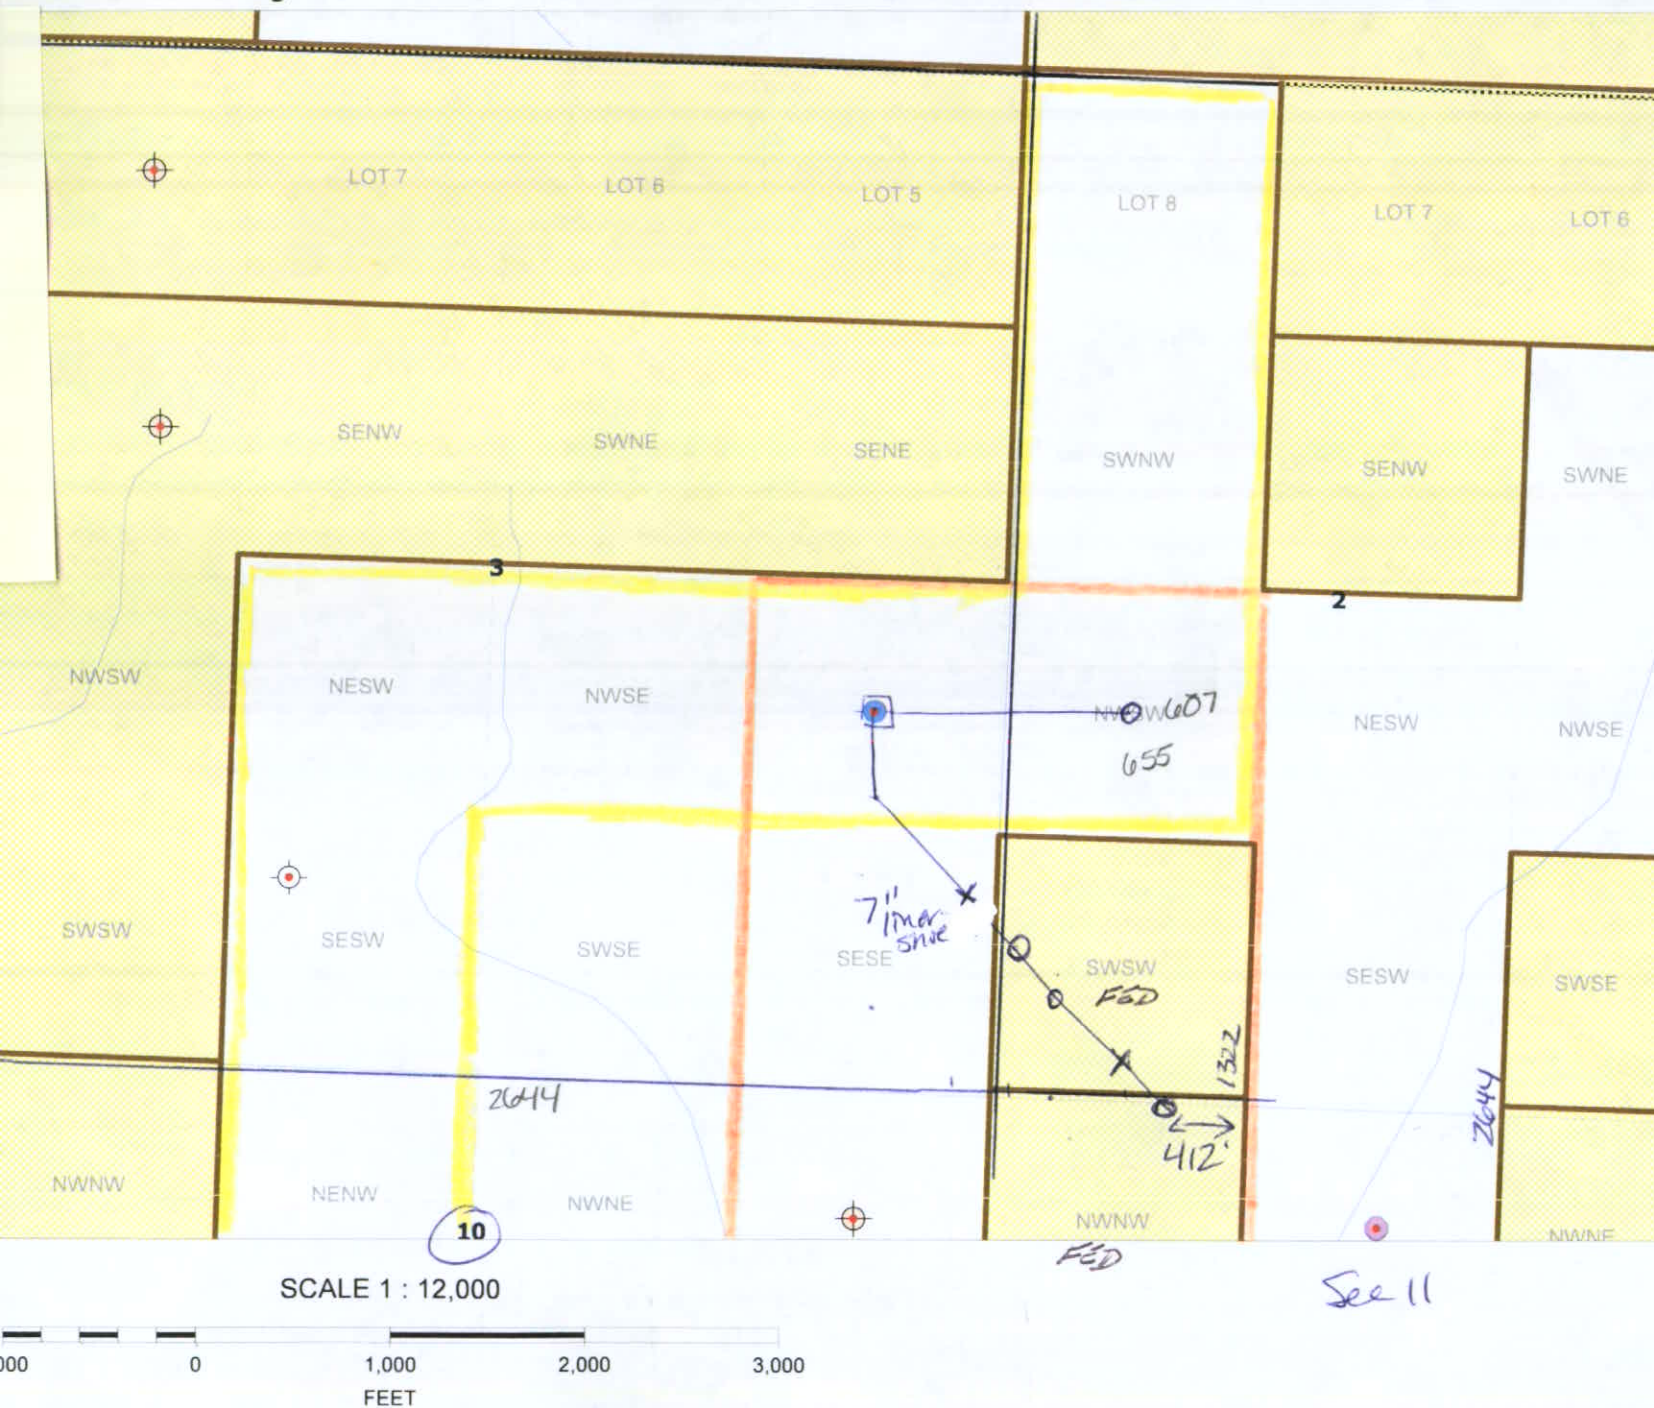 LOT 7
LOT 6
LOT 5
LOT 8
LOT 7
LOT 6
SENW
SWNE
SENE
SWNW
SENW
SWNE
3
2
NWSW
NESW
NWSE
607
655
NESW
NWSE
7" liner
shoe
SWSW
SESW
SWSE
SESE
SWSW
FED
SESW
SWSE
1322
2644
2644
412'
NWNW
NENW
NWNE
NWNW
NWNE
10
FED
SCALE 1 : 12,000
See 11
000
0
1,000
2,000
3,000
FEET